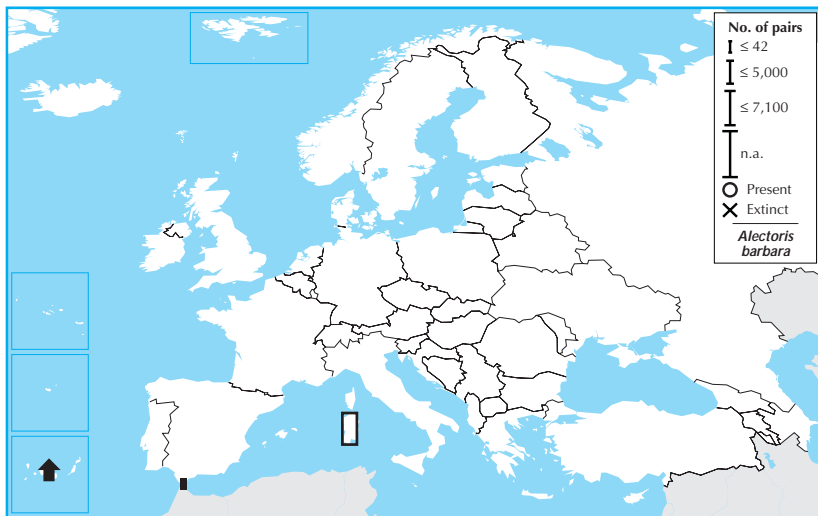 No. of pairs
≤ 42
≤ 5,000
≤ 7,100
n.a.
Present
Extinct
Alectoris
barbara